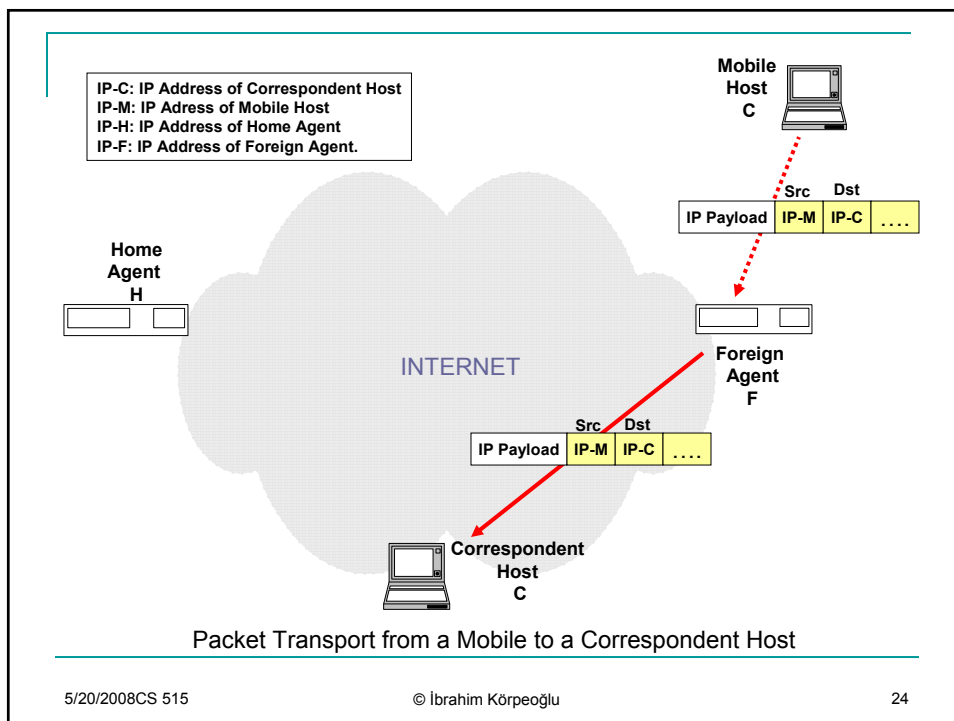 IP-C: IP Address of Correspondent Host
IP-M: IP Adress of Mobile Host
IP-H: IP Address of Home Agent
IP-F: IP Address of Foreign Agent.
Mobile
Host
C
Src Dst
IP Payload IP-M IP-C ....
Home
Agent
H
INTERNET
Foreign
Agent
F
Src Dst
IP Payload IP-M IP-C ....
Correspondent
Host
C
Packet Transport from a Mobile to a Correspondent Host
5/20/2008CS 515 © İbrahim Körpeoğlu 24